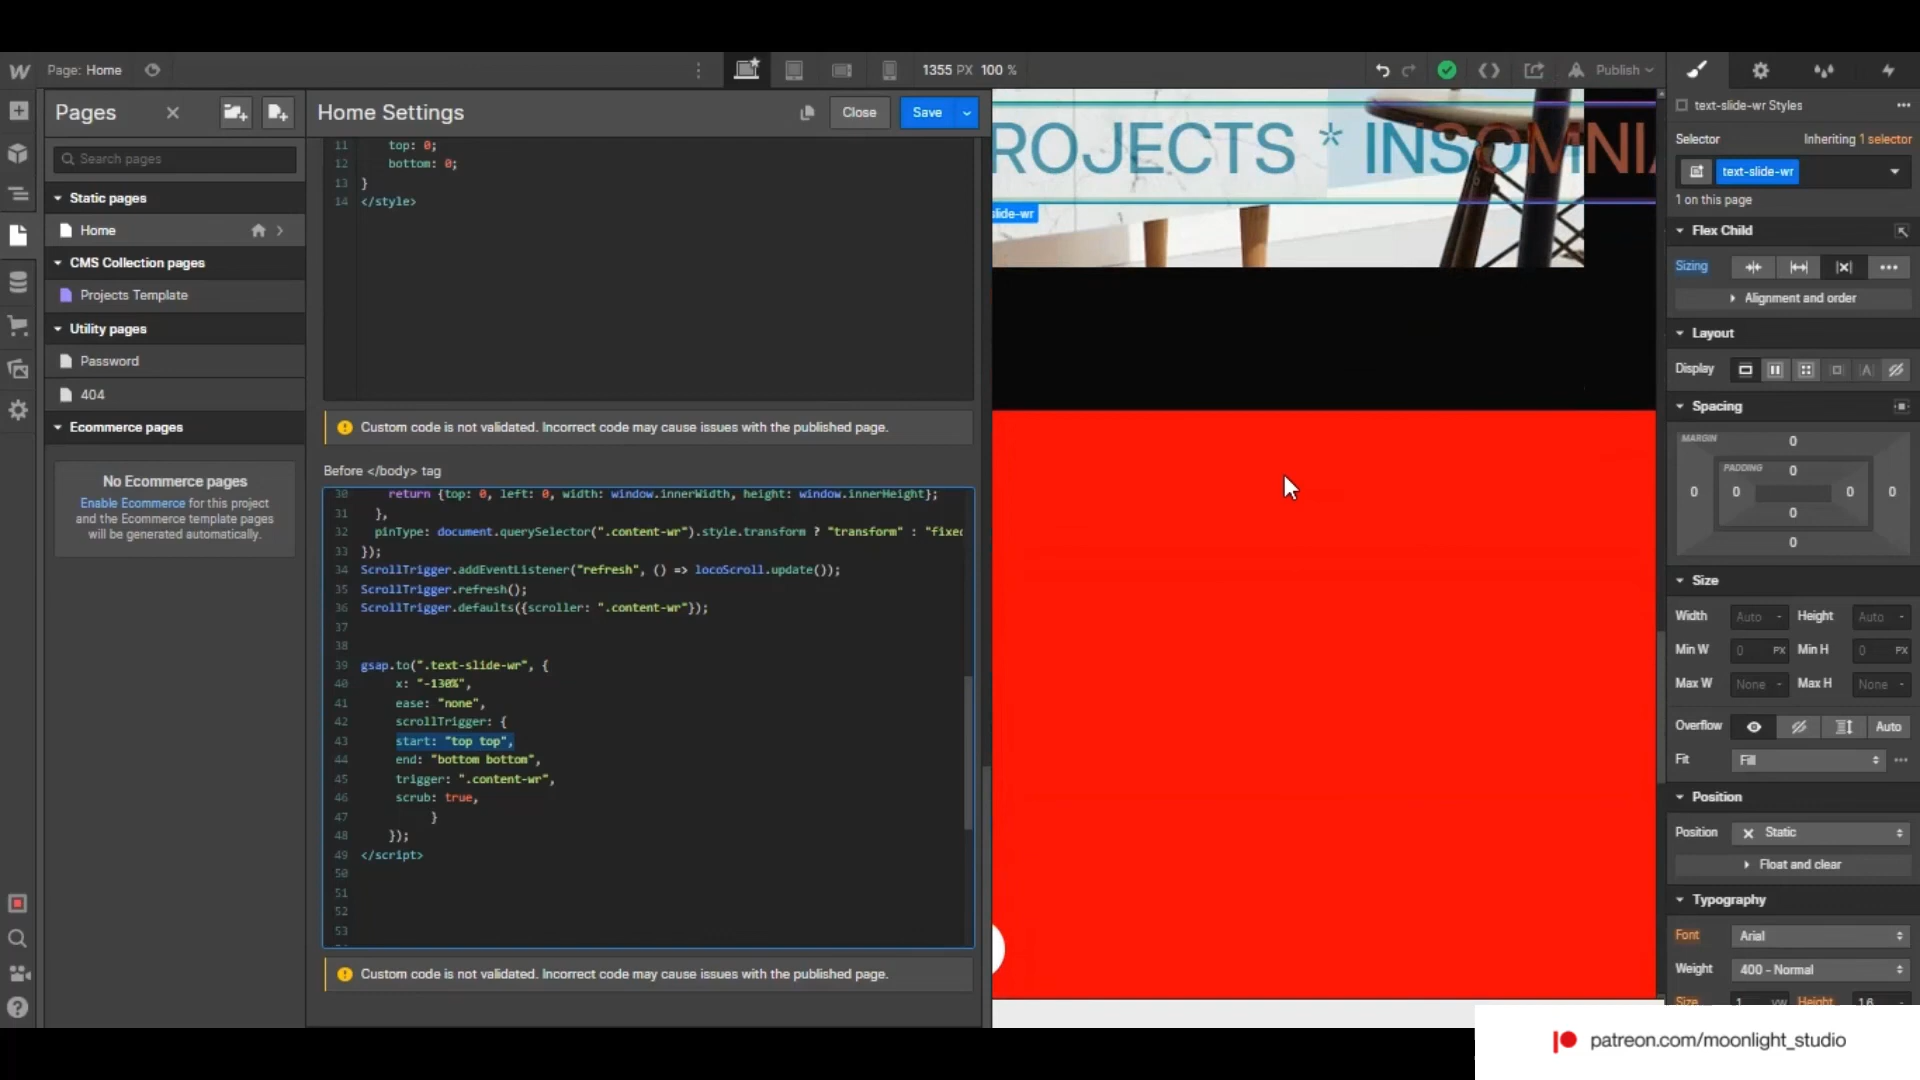 Page: Home
1355 PX 100 %
Publish
Pages
Home Settings
Close
Save
Search pages
Static pages
Home
CMS Collection pages
Projects Template
Utility pages
Password
404
Ecommerce pages
No Ecommerce pages
Enable Ecommerce for this project
and the Ecommerce template pages
will be generated automatically.
11 top: 0;
12 bottom: 0;
13 }
14 </style>
Custom code is not validated. Incorrect code may cause issues with the published page.
Before </body> tag
30 return {top: 0, left: 0, width: window.innerWidth, height: window.innerHeight};
31 },
32 pinType: document.querySelector(".content-wr").style.transform ? "transform" : "fixed
33 });
34 ScrollTrigger.addEventListener("refresh", () => locoScroll.update());
35 ScrollTrigger.refresh();
36 ScrollTrigger.defaults({scroller: ".content-wr"});
37
38
39 gsap.to(".text-slide-wr", {
40 x: "-130%",
41 ease: "none",
42 scrollTrigger: {
43 start: "top top",
44 end: "bottom bottom",
45 trigger: ".content-wr",
46 scrub: true,
47 }
48 });
49 </script>
50
51
52
53
Custom code is not validated. Incorrect code may cause issues with the published page.
ROJECTS * INSOMNIA
slide-wr
text-slide-wr Styles
Selector
Inheriting 1 selector
text-slide-wr
1 on this page
Flex Child
Sizing
Alignment and order
Layout
Display
Spacing
MARGIN
0
PADDING
0
0 0 0 0
0
0
Size
Width Auto - Height Auto -
Min W 0 PX Min H 0 PX
Max W None - Max H None -
Overflow Auto
Fit Fill
Position
Position Static
Float and clear
Typography
Font Arial
Weight 400 - Normal
Size 1 VW Height 1.6 -
patreon.com/moonlight_studio